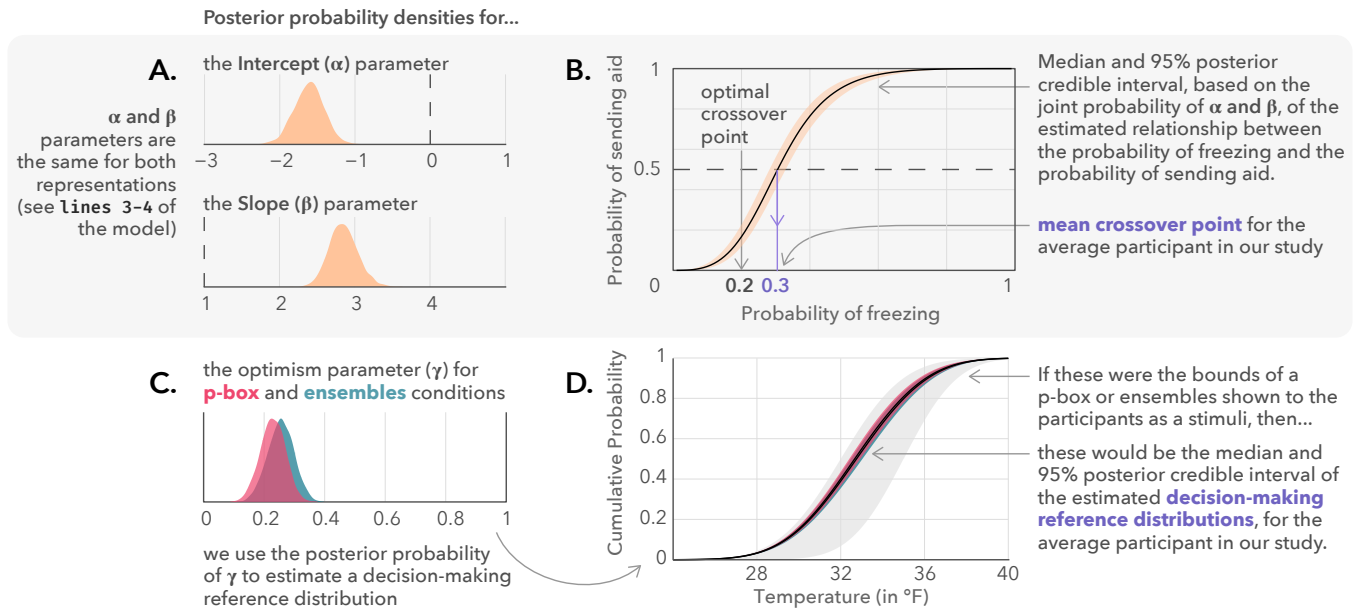 Posterior probability densities for...
A.
the Intercept (α) parameter
α and β
parameters are
the same for both
representations
(see lines 3–4 of
the model)
−3 −2 −1 0 1
the Slope (β) parameter
1 2 3 4
B.
Probability of sending aid
1
0.5
0
optimal
crossover
point
0.2 0.3 1
Probability of freezing
Median and 95% posterior
credible interval, based on the
joint probability of α and β, of the
estimated relationship between
the probability of freezing and the
probability of sending aid.
mean crossover point for the
average participant in our study
C.
the optimism parameter (γ) for
p-box and ensembles conditions
0 0.2 0.4 0.6 0.8 1
we use the posterior probability
of γ to estimate a decision-making
reference distribution
D.
Cumulative Probability
1
0.8
0.6
0.4
0.2
0
28 32 36 40
Temperature (in °F)
If these were the bounds of a
p-box or ensembles shown to the
participants as a stimuli, then...
these would be the median and
95% posterior credible interval of
the estimated decision-making
reference distributions, for the
average participant in our study.